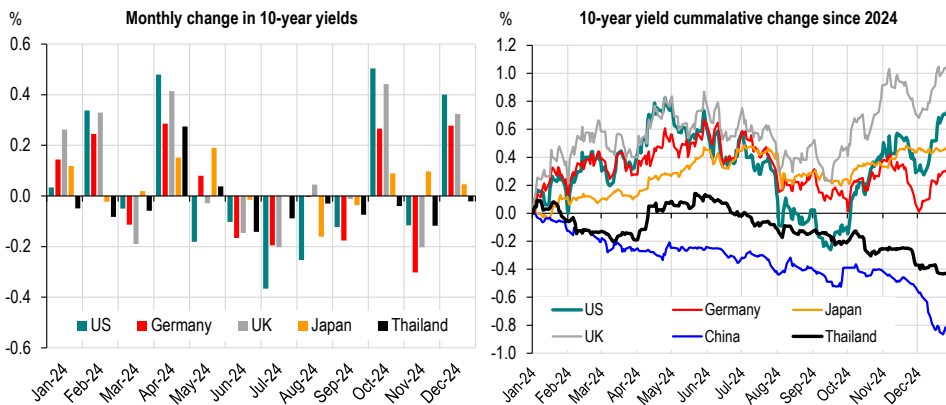 Monthly change in 10-year yields
%
0.6
0.4
0.2
0.0
-0.2
-0.4
-0.6
US Germany UK Japan Thailand
Jan-24
Feb-24
Mar-24
Apr-24
May-24
Jun-24
Jul-24
Aug-24
Sep-24
Oct-24
Nov-24
Dec-24
10-year yield cummalative change since 2024
%
1.2
1.0
0.8
0.6
0.4
0.2
0.0
-0.2
-0.4
-0.6
-0.8
-1.0
US Germany Japan
UK China Thailand
Jan-24
Feb-24
Mar-24
Apr-24
May-24
Jun-24
Jul-24
Aug-24
Sep-24
Oct-24
Nov-24
Dec-24